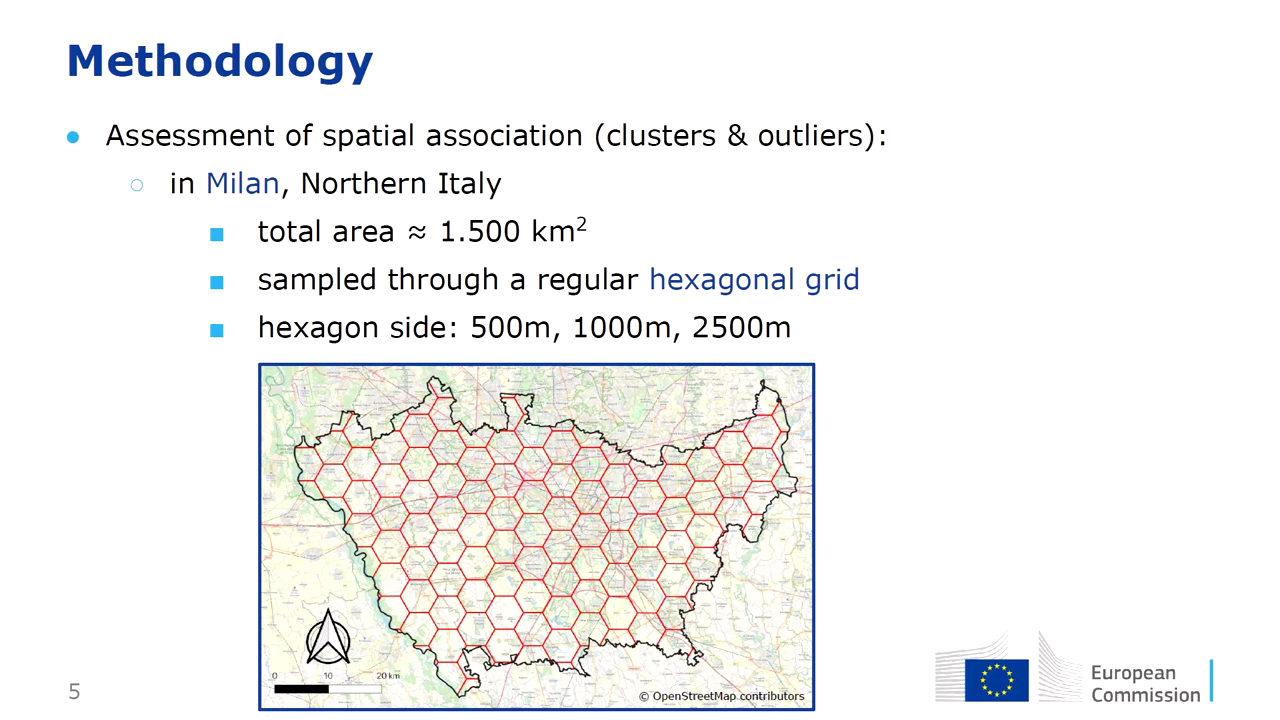 Methodology
● Assessment of spatial association (clusters & outliers):
○ in Milan, Northern Italy
■ total area ≈ 1.500 km²
■ sampled through a regular hexagonal grid
■ hexagon side: 500m, 1000m, 2500m
0 10 20 km
© OpenStreetMap contributors
5
European
Commission